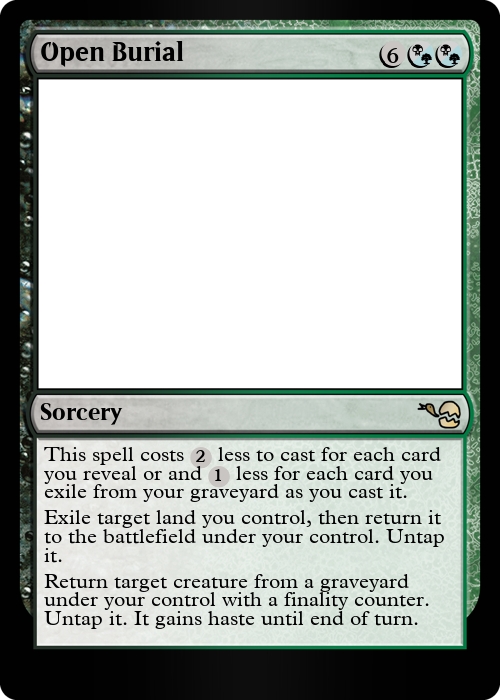 Open Burial 6
Sorcery
This spell costs 2 less to cast for each card
you reveal or and 1 less for each card you
exile from your graveyard as you cast it.
Exile target land you control, then return it
to the battlefield under your control. Untap
it.
Return target creature from a graveyard
under your control with a finality counter.
Untap it. It gains haste until end of turn.